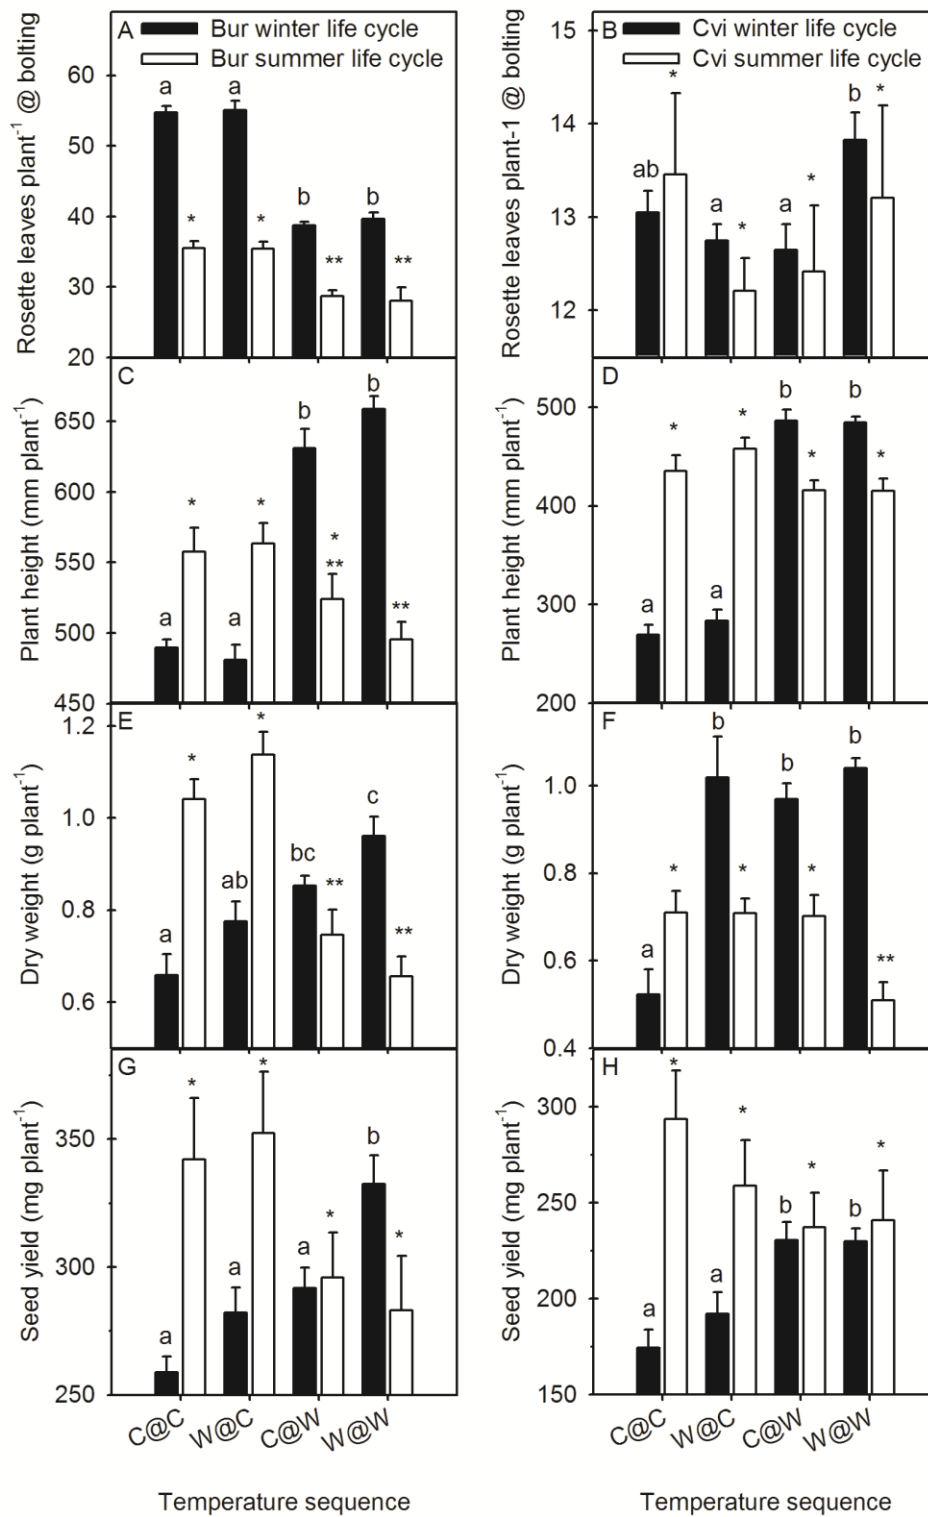 A
Bur winter life cycle
Bur summer life cycle
Rosette leaves plant⁻¹ @ bolting
60
50
40
30
20
a
a
b
b
*
*
**
**
B
Cvi winter life cycle
Cvi summer life cycle
Rosette leaves plant-1 @ bolting
15
14
13
12
ab
a
a
b
*
*
*
*
C
Plant height (mm plant⁻¹)
650
600
550
500
450
a
a
b
b
*
*
*
**
**
D
Plant height (mm plant⁻¹)
500
400
300
200
a
a
b
b
*
*
*
*
E
Dry weight (g plant⁻¹)
1.2
1.0
0.8
0.6
a
ab
bc
c
*
*
**
**
F
Dry weight (g plant⁻¹)
1.0
0.8
0.6
0.4
a
b
b
b
*
*
*
**
G
Seed yield (mg plant⁻¹)
350
300
250
a
a
a
b
*
*
*
*
C@C
W@C
C@W
W@W
Temperature sequence
H
Seed yield (mg plant⁻¹)
300
250
200
150
a
a
b
b
*
*
*
*
C@C
W@C
C@W
W@W
Temperature sequence